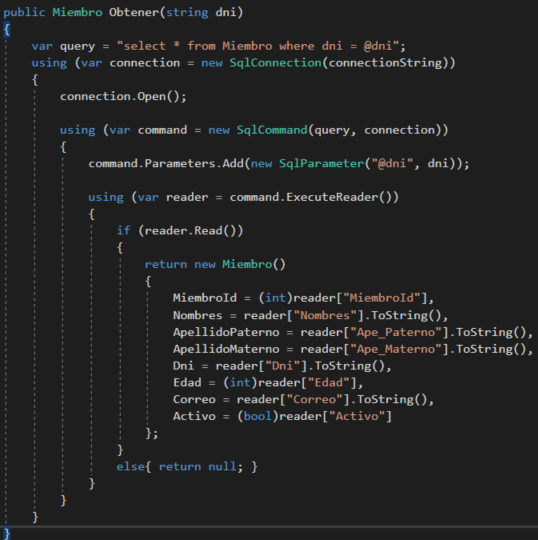 public Miembro Obtener(string dni)
{
var query = "select * from Miembro where dni = @dni";
using (var connection = new SqlConnection(connectionString))
{
connection.Open();
using (var command = new SqlCommand(query, connection))
{
command.Parameters.Add(new SqlParameter("@dni", dni));
using (var reader = command.ExecuteReader())
{
if (reader.Read())
{
return new Miembro()
{
MiembroId = (int)reader["MiembroId"],
Nombres = reader["Nombres"].ToString(),
ApellidoPaterno = reader["Ape_Paterno"].ToString(),
ApellidoMaterno = reader["Ape_Materno"].ToString(),
Dni = reader["Dni"].ToString(),
Edad = (int)reader["Edad"],
Correo = reader["Correo"].ToString(),
Activo = (bool)reader["Activo"]
};
}
else{ return null; }
}
}
}
}